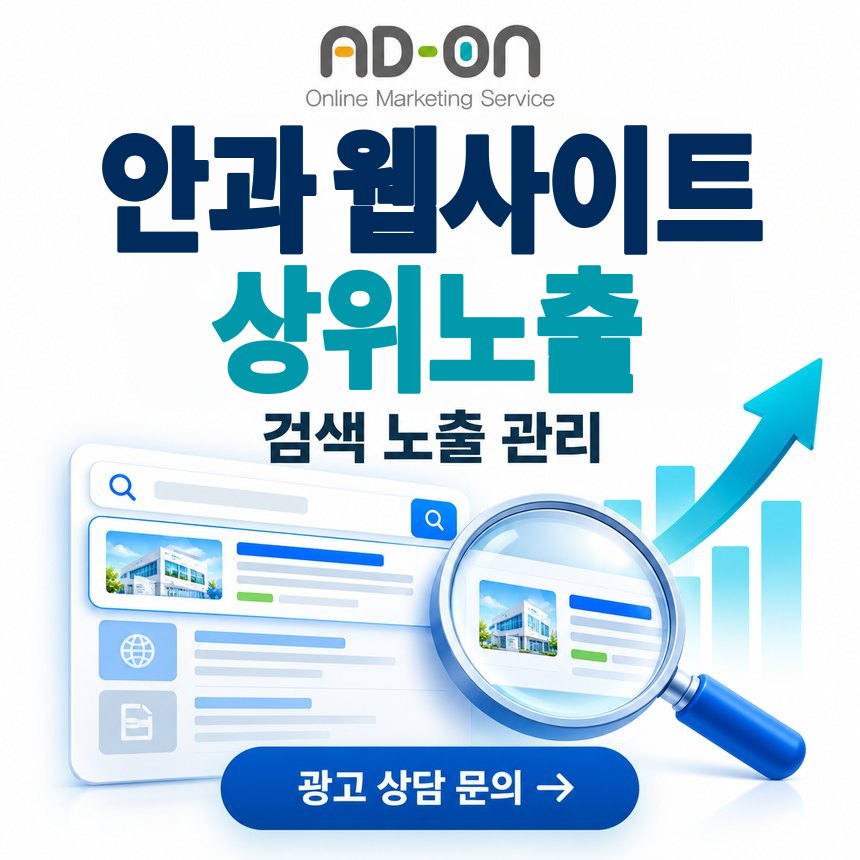 AD-ON
Online Marketing Service
안과 웹사이트
상위노출
검색 노출 관리
광고 상담 문의 →